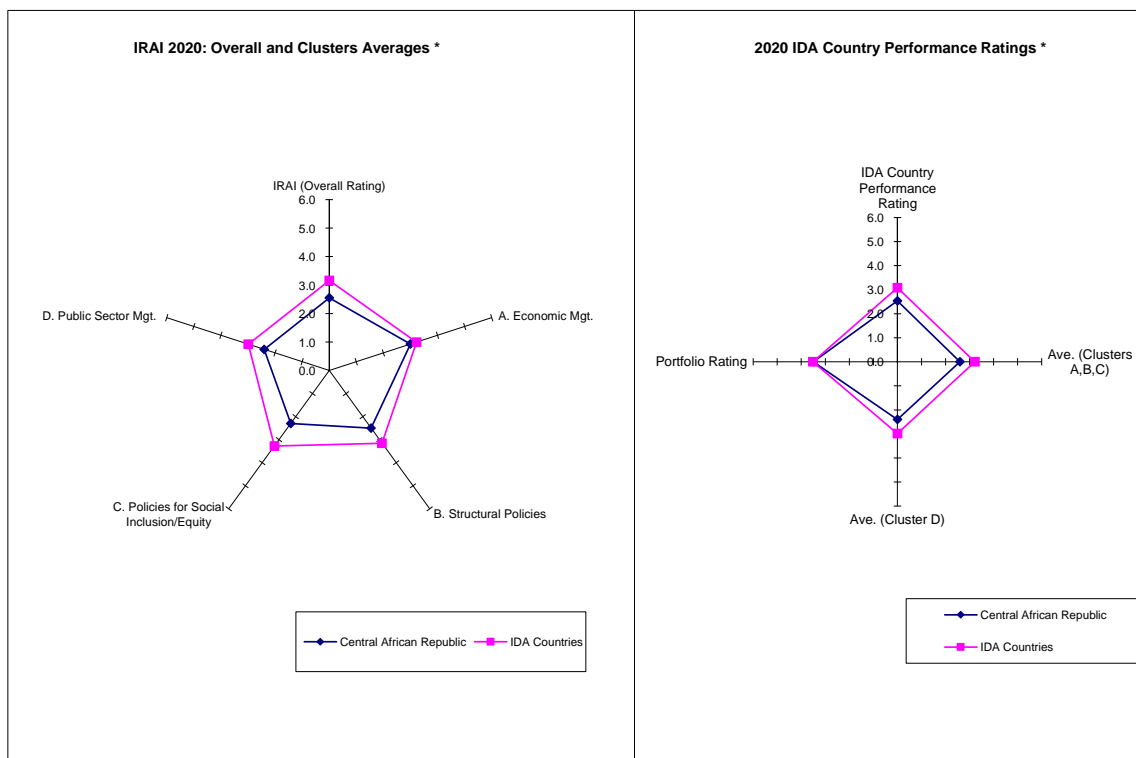 IRAI 2020: Overall and Clusters Averages *
IRAI (Overall Rating)
6.0
5.0
4.0
3.0
2.0
1.0
0.0
A. Economic Mgt.
B. Structural Policies
C. Policies for Social
Inclusion/Equity
D. Public Sector Mgt.
Central African Republic
IDA Countries
2020 IDA Country Performance Ratings *
IDA Country
Performance
Rating
6.0
5.0
4.0
3.0
2.0
1.0
0.0
Ave. (Clusters
A,B,C)
Ave. (Cluster D)
Portfolio Rating
Central African Republic
IDA Countries